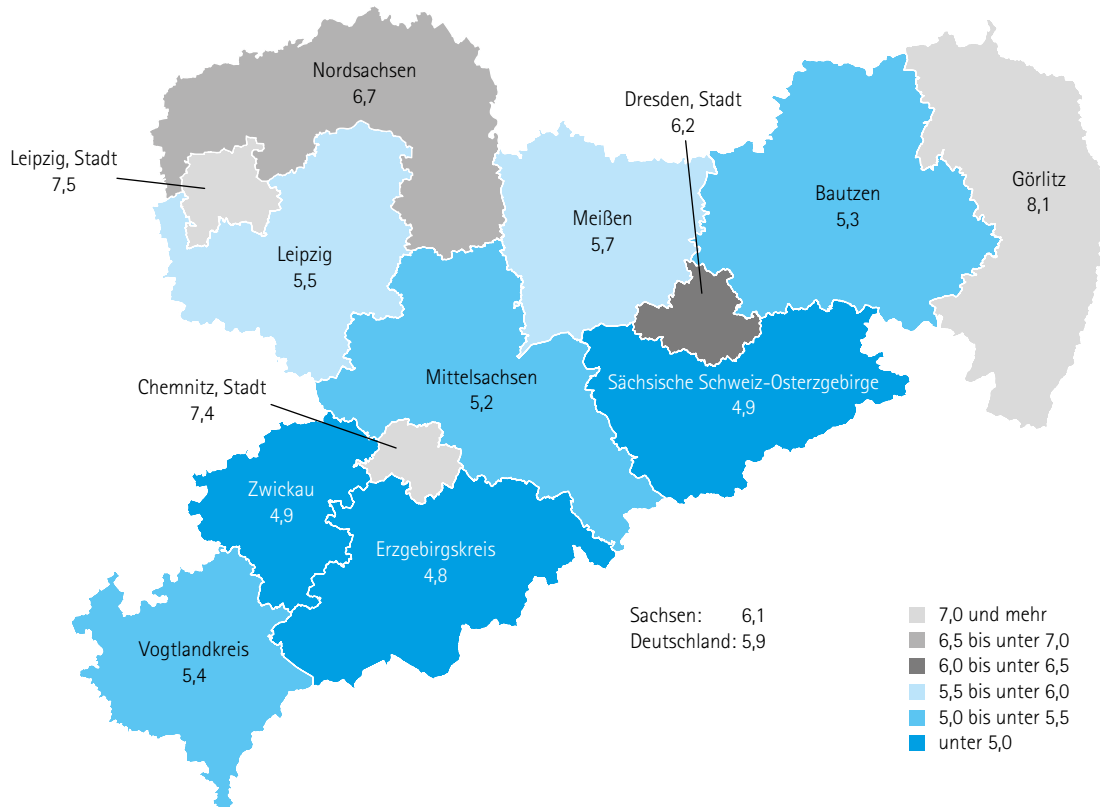 Nordsachsen
6,7
Dresden, Stadt
6,2
Leipzig, Stadt
7,5
Görlitz
8,1
Bautzen
5,3
Meißen
5,7
Leipzig
5,5
Mittelsachsen
5,2
Sächsische Schweiz-Osterzgebirge
4,9
Chemnitz, Stadt
7,4
Zwickau
4,9
Erzgebirgskreis
4,8
Vogtlandkreis
5,4
Sachsen: 6,1
Deutschland: 5,9
7,0 und mehr
6,5 bis unter 7,0
6,0 bis unter 6,5
5,5 bis unter 6,0
5,0 bis unter 5,5
unter 5,0